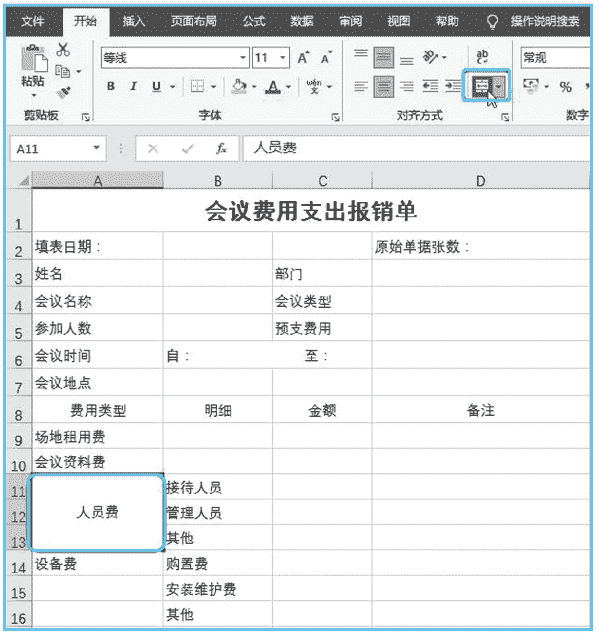 文件 开始 插入 页面布局 公式 数据 审阅 视图 帮助 操作说明搜索
等线 11 A A ab 常规
粘贴 B I U A wén 文 %
剪贴板 字体 对齐方式 数字
A11 fx 人员费
A B C D
1 会议费用支出报销单
2 填表日期： 原始单据张数：
3 姓名 部门
4 会议名称 会议类型
5 参加人数 预支费用
6 会议时间 自： 至：
7 会议地点
8 费用类型 明细 金额 备注
9 场地租用费
10 会议资料费
11 接待人员
12 人员费 管理人员
13 其他
14 设备费 购置费
15 安装维护费
16 其他